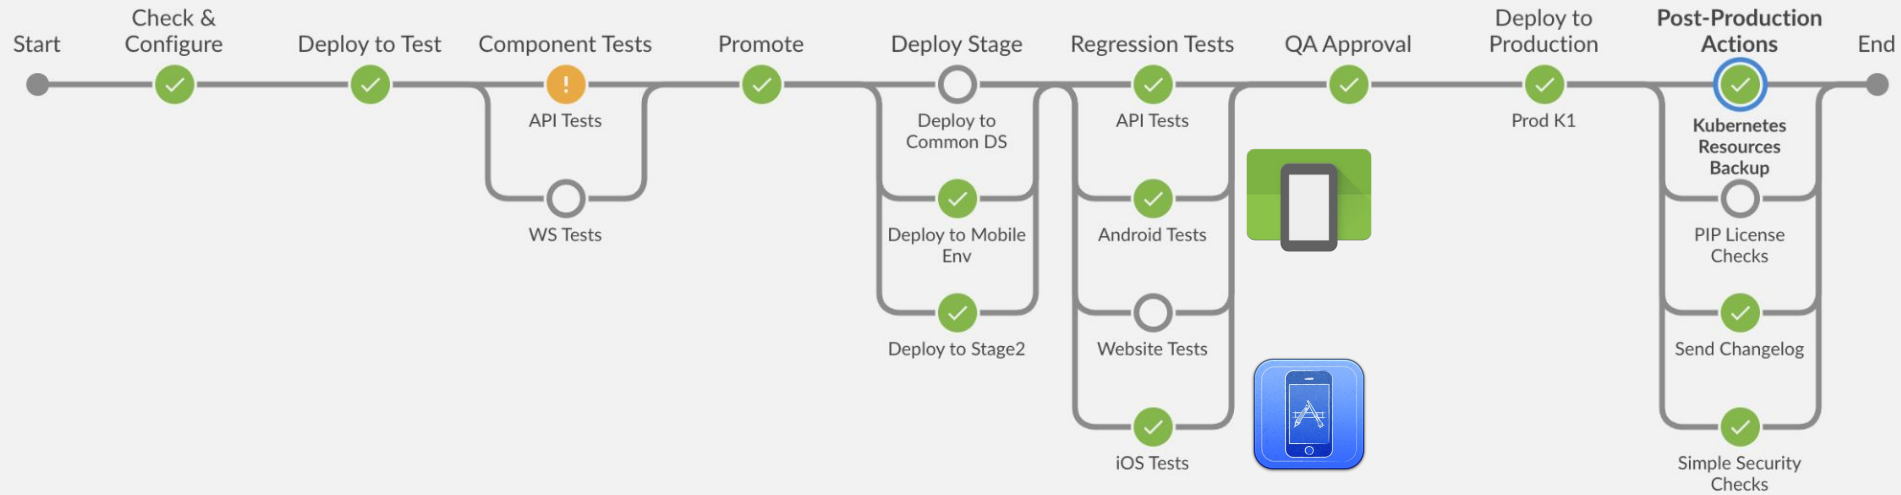 Start
Check &
Configure
Deploy to Test
Component Tests
Promote
Deploy Stage
Regression Tests
QA Approval
Deploy to
Production
Post-Production
Actions
End
!
API Tests
WS Tests
Deploy to
Common DS
Deploy to Mobile
Env
Deploy to Stage2
API Tests
Android Tests
Website Tests
iOS Tests
Prod K1
Kubernetes
Resources
Backup
PIP License
Checks
Send Changelog
Simple Security
Checks